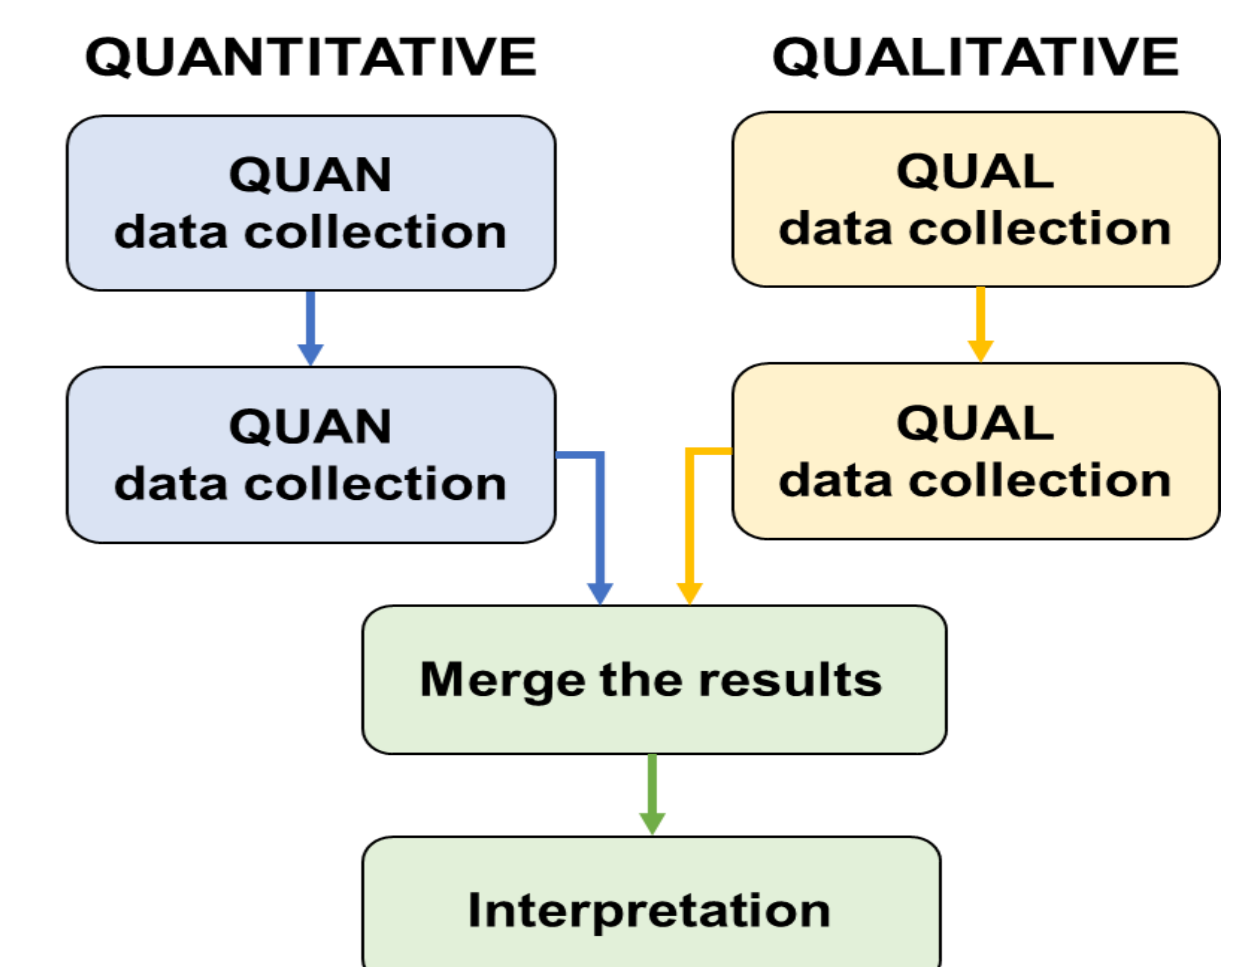 QUANTITATIVE
QUALITATIVE
QUAN
data collection
QUAL
data collection
QUAN
data collection
QUAL
data collection
Merge the results
Interpretation